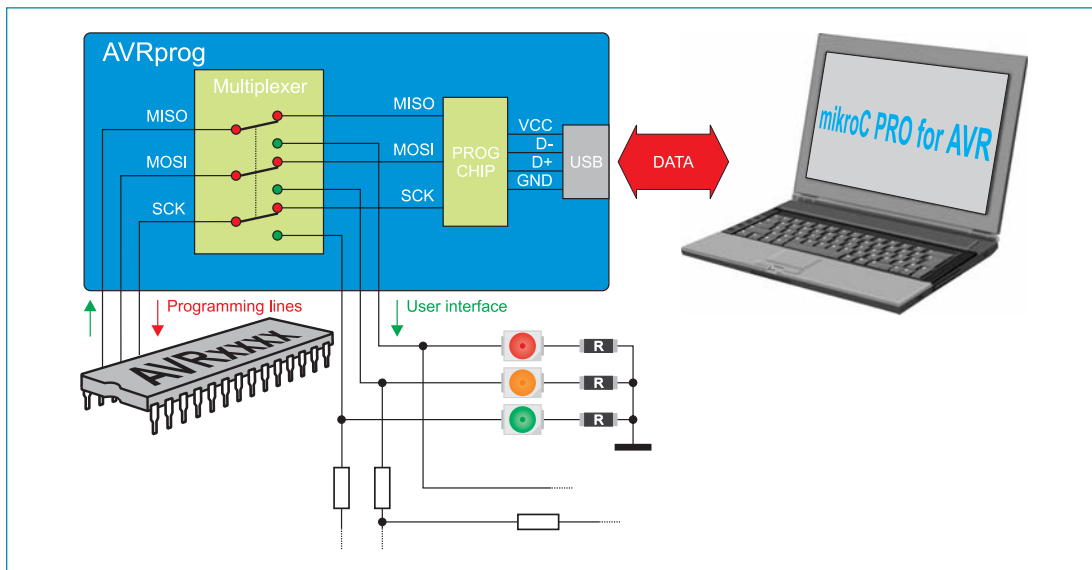 AVRprog
Multiplexer
MISO
MISO
MOSI
MOSI
SCK
SCK
PROG
CHIP
VCC
D-
D+
GND
USB
DATA
mikroC PRO for AVR
Programming lines
User interface
AVRxxxx
R
R
R